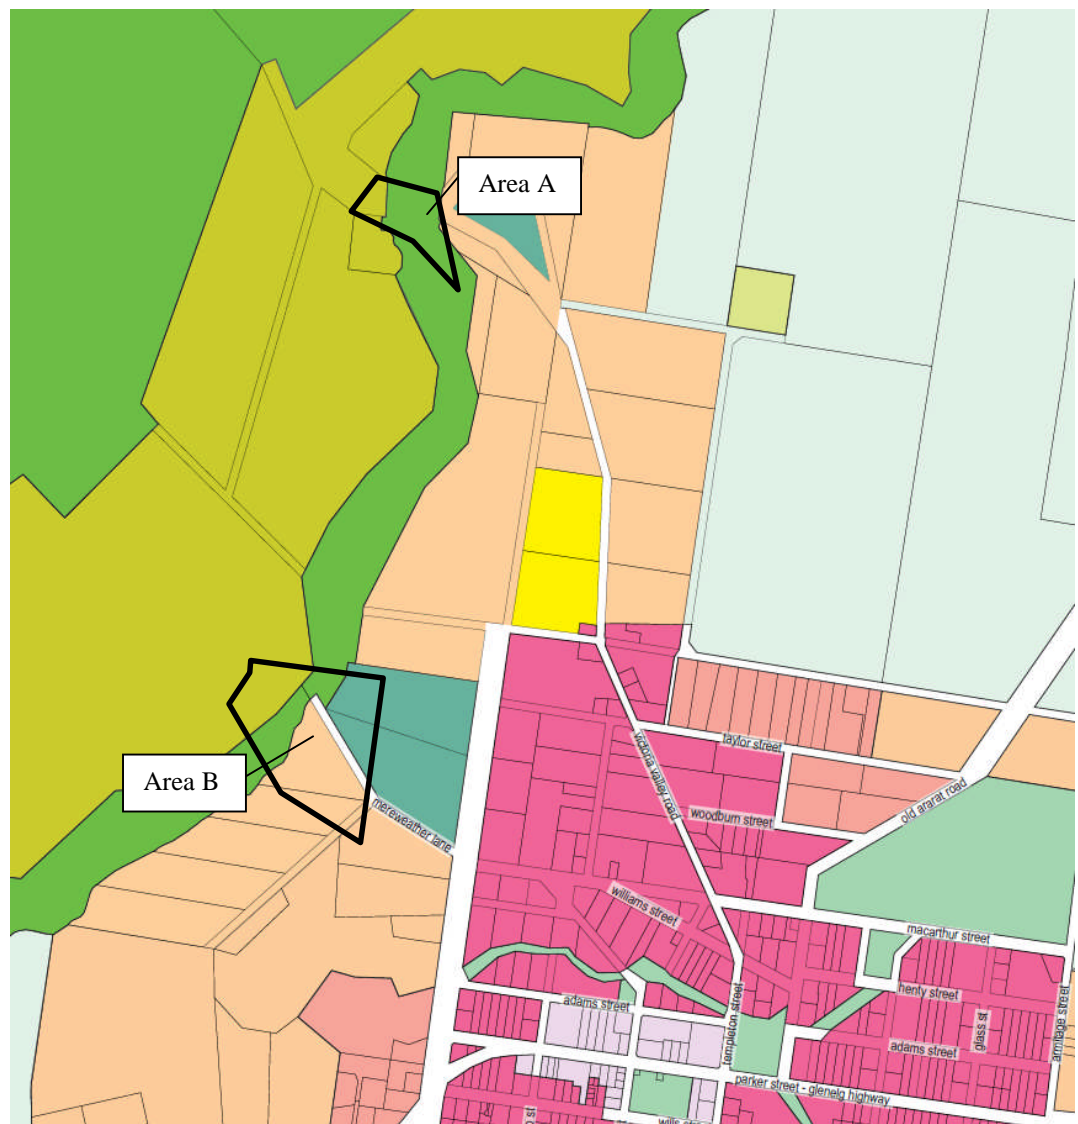 Area A
taylor street
victoria valley road
old ararat road
Area B
mereweather lane
woodburn street
williams street
macarthur street
henty street
adams street
templeton street
glass st
armitage street
adams street
parker street - glenelg highway